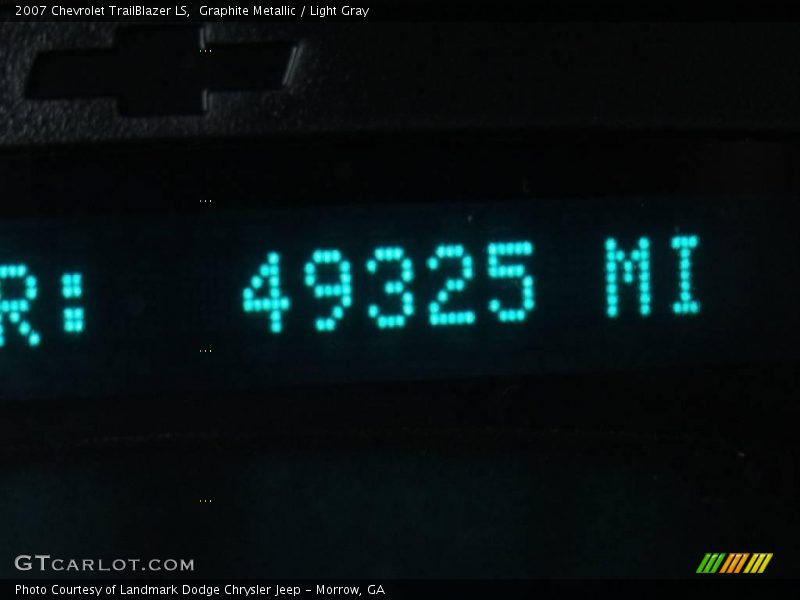 2007 Chevrolet TrailBlazer LS,  Graphite Metallic / Light Gray
R: 49325 MI
GTCARLOT.COM
Photo Courtesy of Landmark Dodge Chrysler Jeep - Morrow, GA